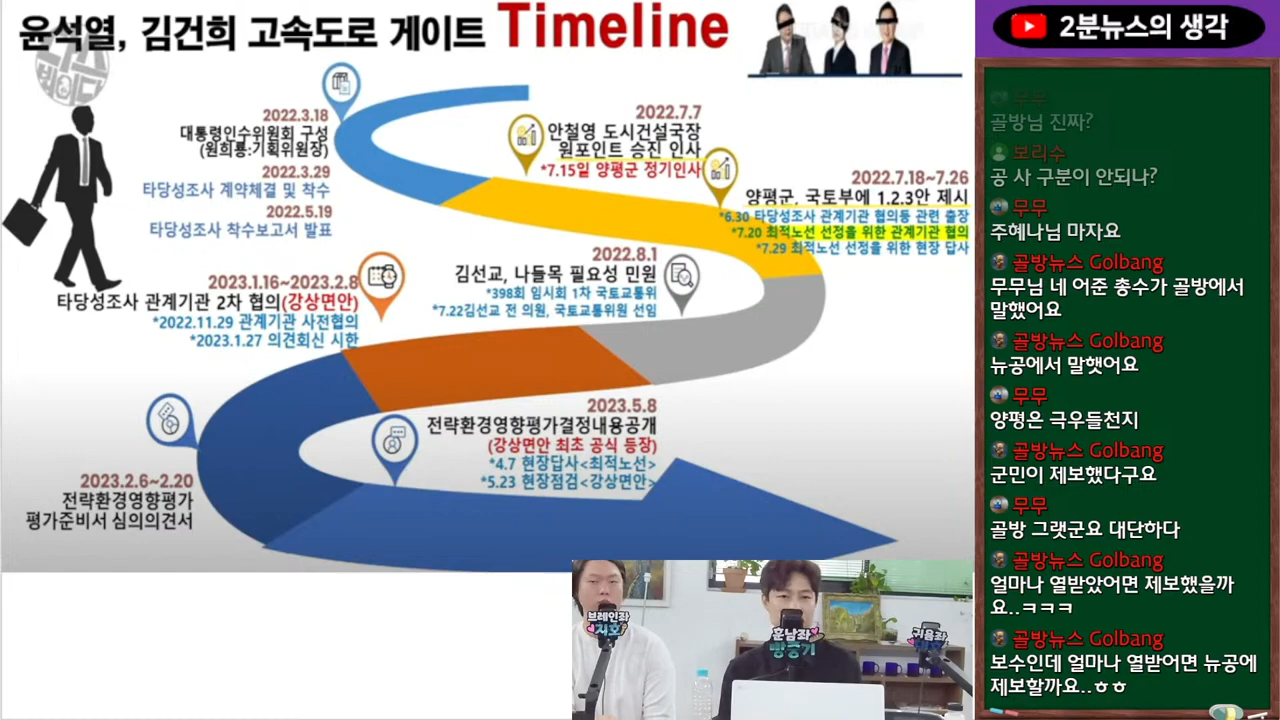 윤석열, 김건희 고속도로 게이트 Timeline
2022.3.18
대통령인수위원회 구성
(원희룡:기획위원장)
2022.3.29
타당성조사 계약체결 및 착수
2022.5.19
타당성조사 착수보고서 발표
2022.7.7
안철영 도시건설국장
원포인트 승진 인사
*7.15일 양평군 정기인사
2022.7.18~7.26
양평군, 국토부에 1.2.3안 제시
*6.30 타당성조사 관계기관 협의등 관련 출장
*7.20 최적노선 선정을 위한 관계기관 협의
*7.29 최적노선 선정을 위한 현장 답사
2022.8.1
김선교, 나들목 필요성 민원
*398회 임시회 1차 국토교통위
*7.22김선교 전 의원, 국토교통위원 선임
2023.1.16~2023.2.8
타당성조사 관계기관 2차 협의(강상면안)
*2022.11.29 관계기관 사전협의
*2023.1.27 의견회신 시한
2023.2.6~2.20
전략환경영향평가
평가준비서 심의의견서
2023.5.8
전략환경영향평가결정내용공개
(강상면안 최초 공식 등장)
*4.7 현장답사<최적노선>
*5.23 현장점검<강상면안>
브레인좌
지호
훈남좌
빵중기
귀욤좌
2분뉴스의 생각
무무
골방님 진짜?
보리수
공 사 구분이 안되나?
무무
주혜나님 마자요
골방뉴스 Golbang
무무님 네 어준 총수가 골방에서
말했어요
골방뉴스 Golbang
뉴공에서 말햇어요
무무
양평은 극우들천지
골방뉴스 Golbang
군민이 제보했다구요
무무
골방 그랫군요 대단하다
골방뉴스 Golbang
얼마나 열받았어면 제보했을까
요..ㅋㅋㅋ
골방뉴스 Golbang
보수인데 얼마나 열받어면 뉴공에
제보할까요..ㅎㅎ